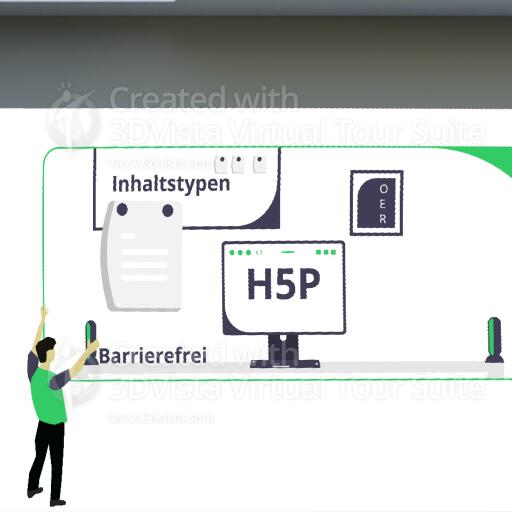 Created with
3DVista Virtual Tour Suite
www.3dvista.com
Inhaltstypen
OER
H5P
Barrierefrei
Created with
3DVista Virtual Tour Suite
www.3dvista.com